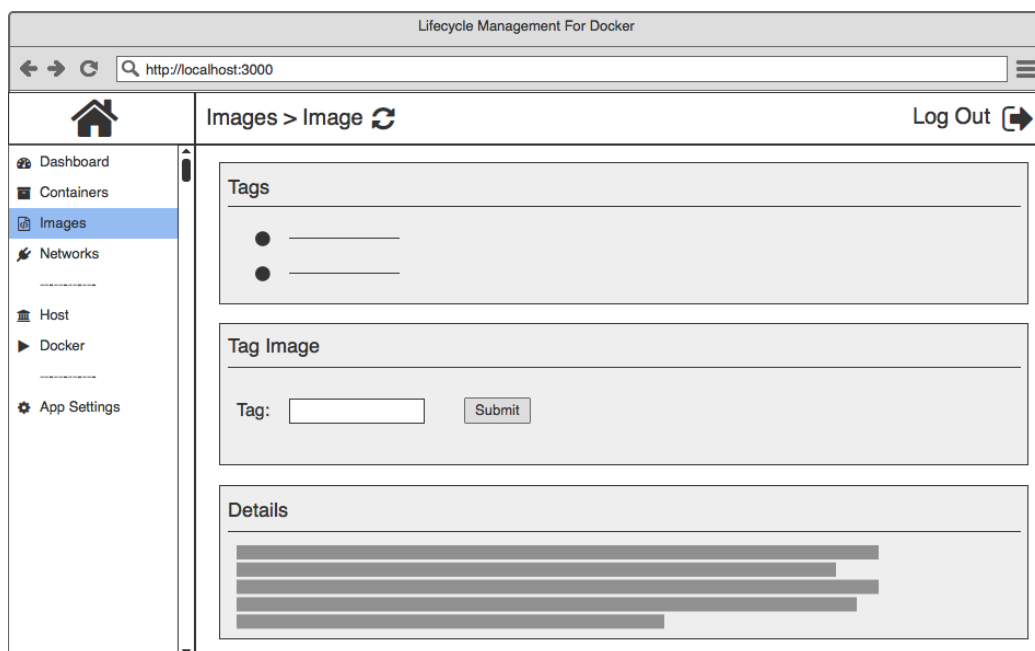 Lifecycle Management For Docker
http://localhost:3000
Images > Image
Log Out
Dashboard
Containers
Images
Networks
------------
Host
Docker
------------
App Settings
Tags
Tag Image
Tag:
Submit
Details